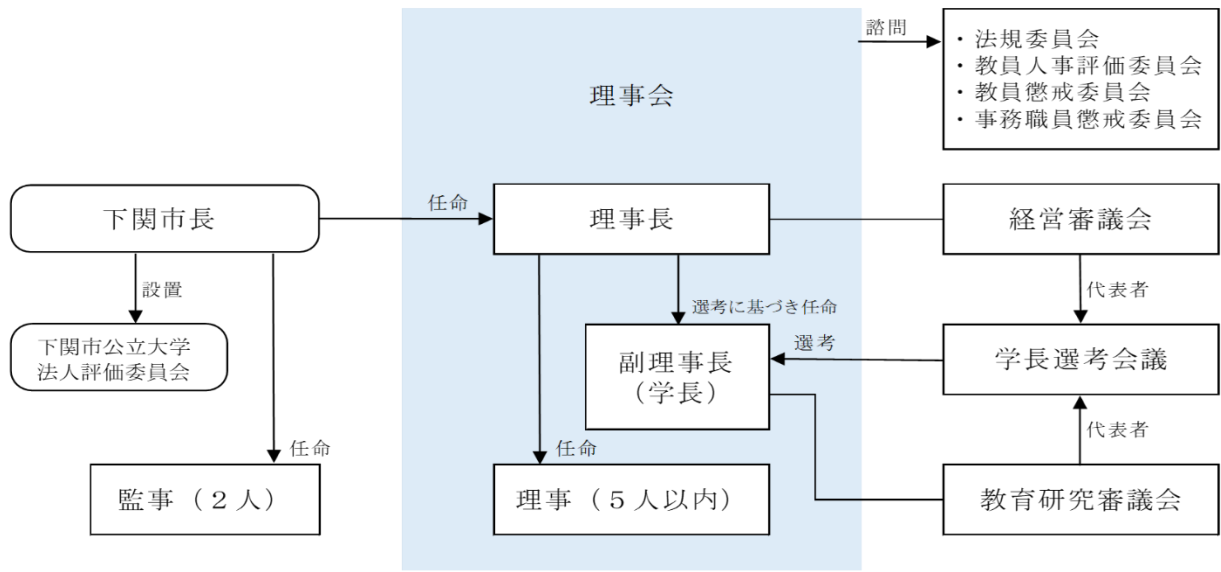 諮問
・法規委員会
・教員人事評価委員会
・教員懲戒委員会
・事務職員懲戒委員会
理事会
下関市長
任命
理事長
経営審議会
設置
選考に基づき任命
代表者
下関市公立大学
法人評価委員会
副理事長
（学長）
選考
学長選考会議
任命
任命
代表者
監事（２人）
理事（５人以内）
教育研究審議会